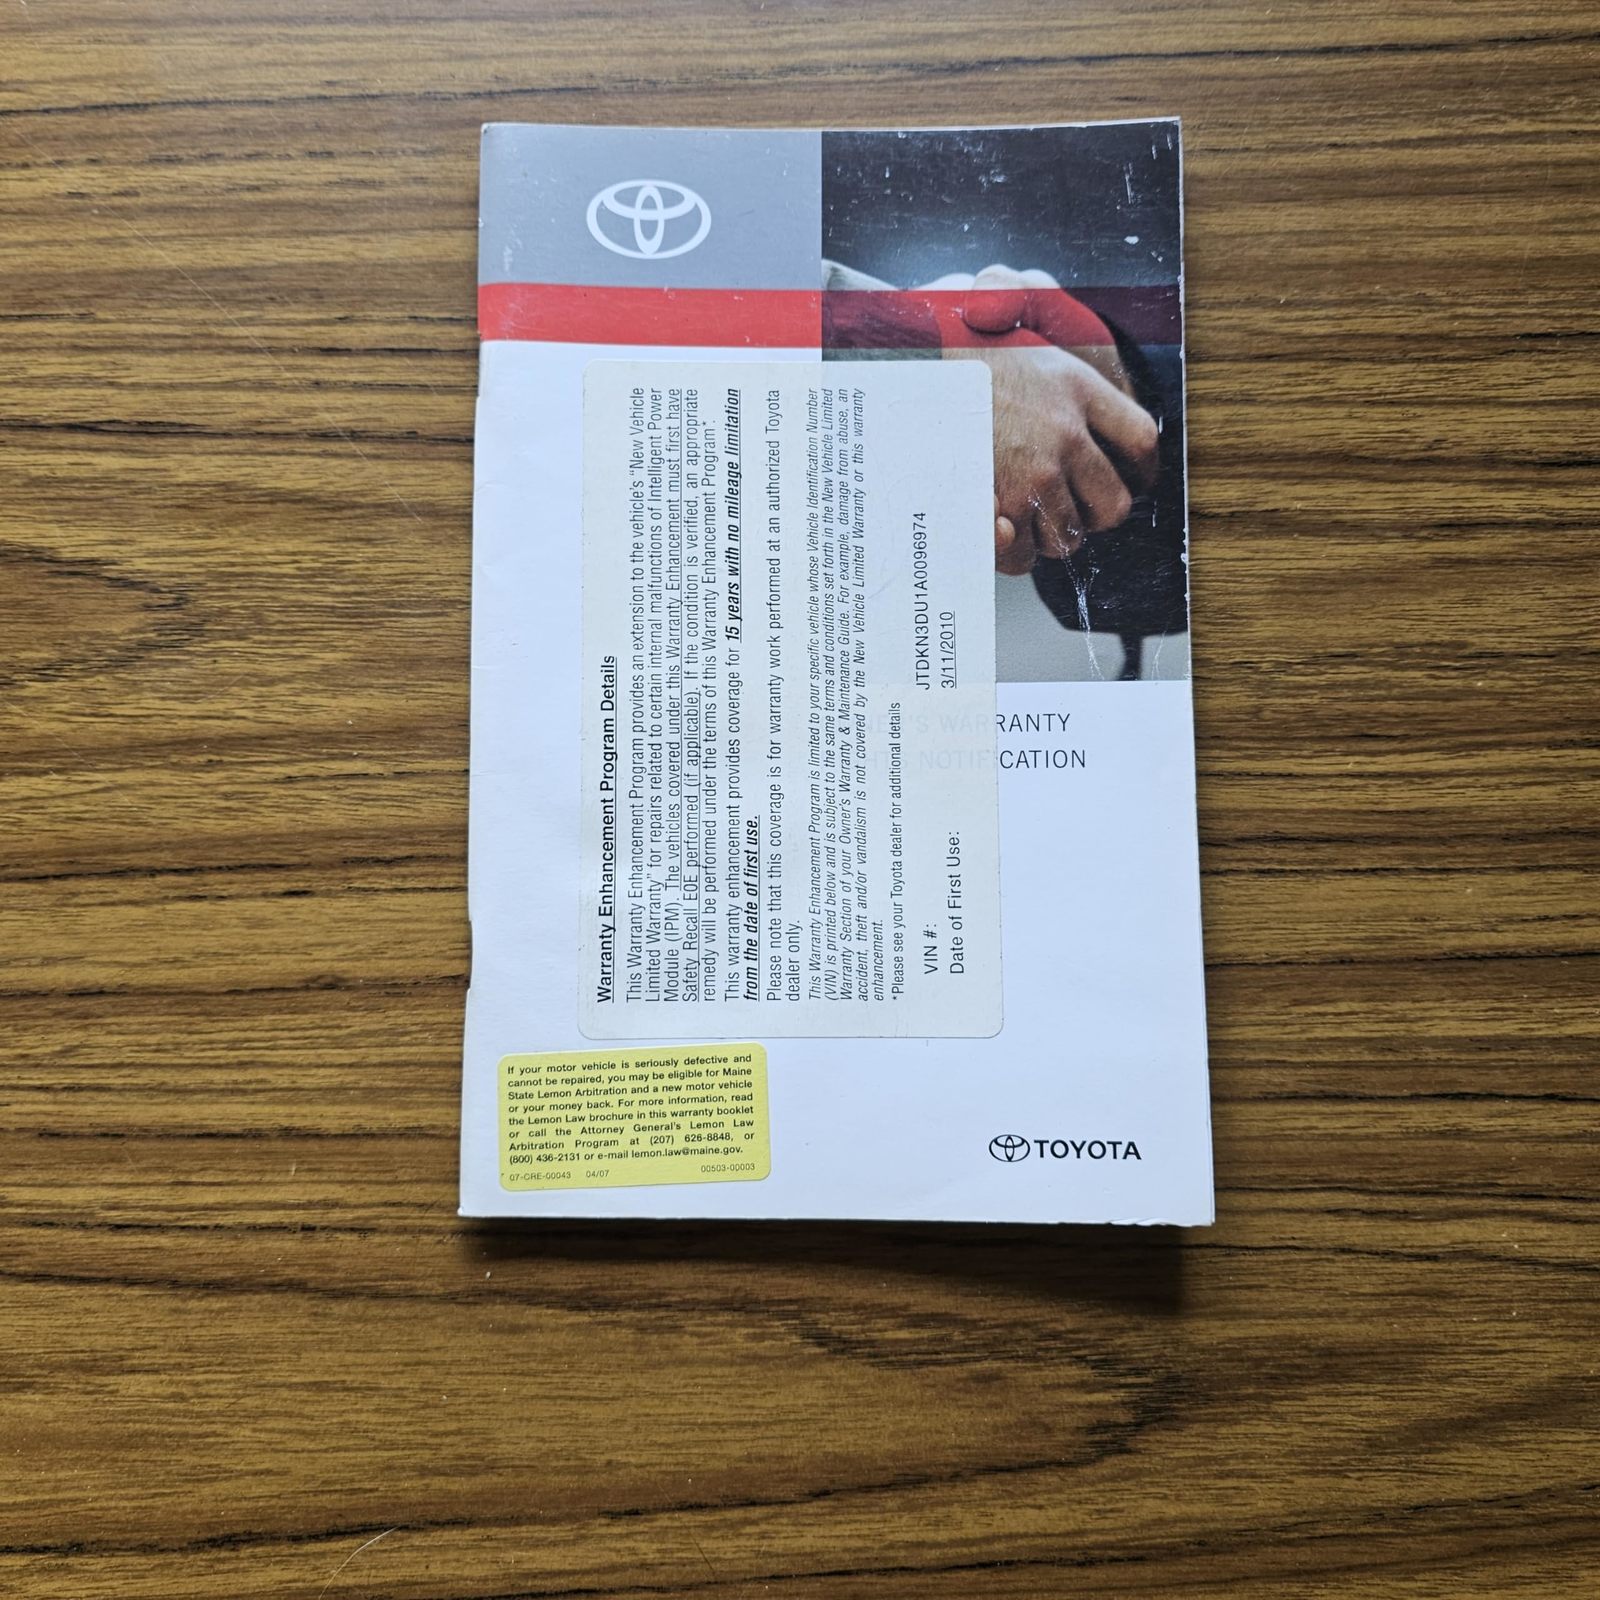 Warranty Enhancement Program Details
This Warranty Enhancement Program provides an extension to the vehicle's "New Vehicle
Limited Warranty" for repairs related to certain internal malfunctions of Intelligent Power
Module (IPM). The vehicles covered under this Warranty Enhancement must first have
Safety Recall E0E performed (if applicable). If the condition is verified, an appropriate
remedy will be performed under the terms of this Warranty Enhancement Program*.
This warranty enhancement provides coverage for 15 years with no mileage limitation
from the date of first use.
Please note that this coverage is for warranty work performed at an authorized Toyota
dealer only.
This Warranty Enhancement Program is limited to your specific vehicle whose Vehicle Identification Number
(VIN) is printed below and is subject to the same terms and conditions set forth in the New Vehicle Limited
Warranty Section of your Owner's Warranty & Maintenance Guide. For example, damage from abuse, an
accident, theft and/or vandalism is not covered by the New Vehicle Limited Warranty or this warranty
enhancement.
*Please see your Toyota dealer for additional details
VIN #: JTDKN3DU1A0096974
Date of First Use: 3/11/2010
'S WARRANTY
NOTIFICATION
If your motor vehicle is seriously defective and
cannot be repaired, you may be eligible for Maine
State Lemon Arbitration and a new motor vehicle
or your money back. For more information, read
the Lemon Law brochure in this warranty booklet
or call the Attorney General's Lemon Law
Arbitration Program at (207) 626-8848, or
(800) 436-2131 or e-mail lemon.law@maine.gov.
07-CRE-00043 04/07 00503-00003
TOYOTA